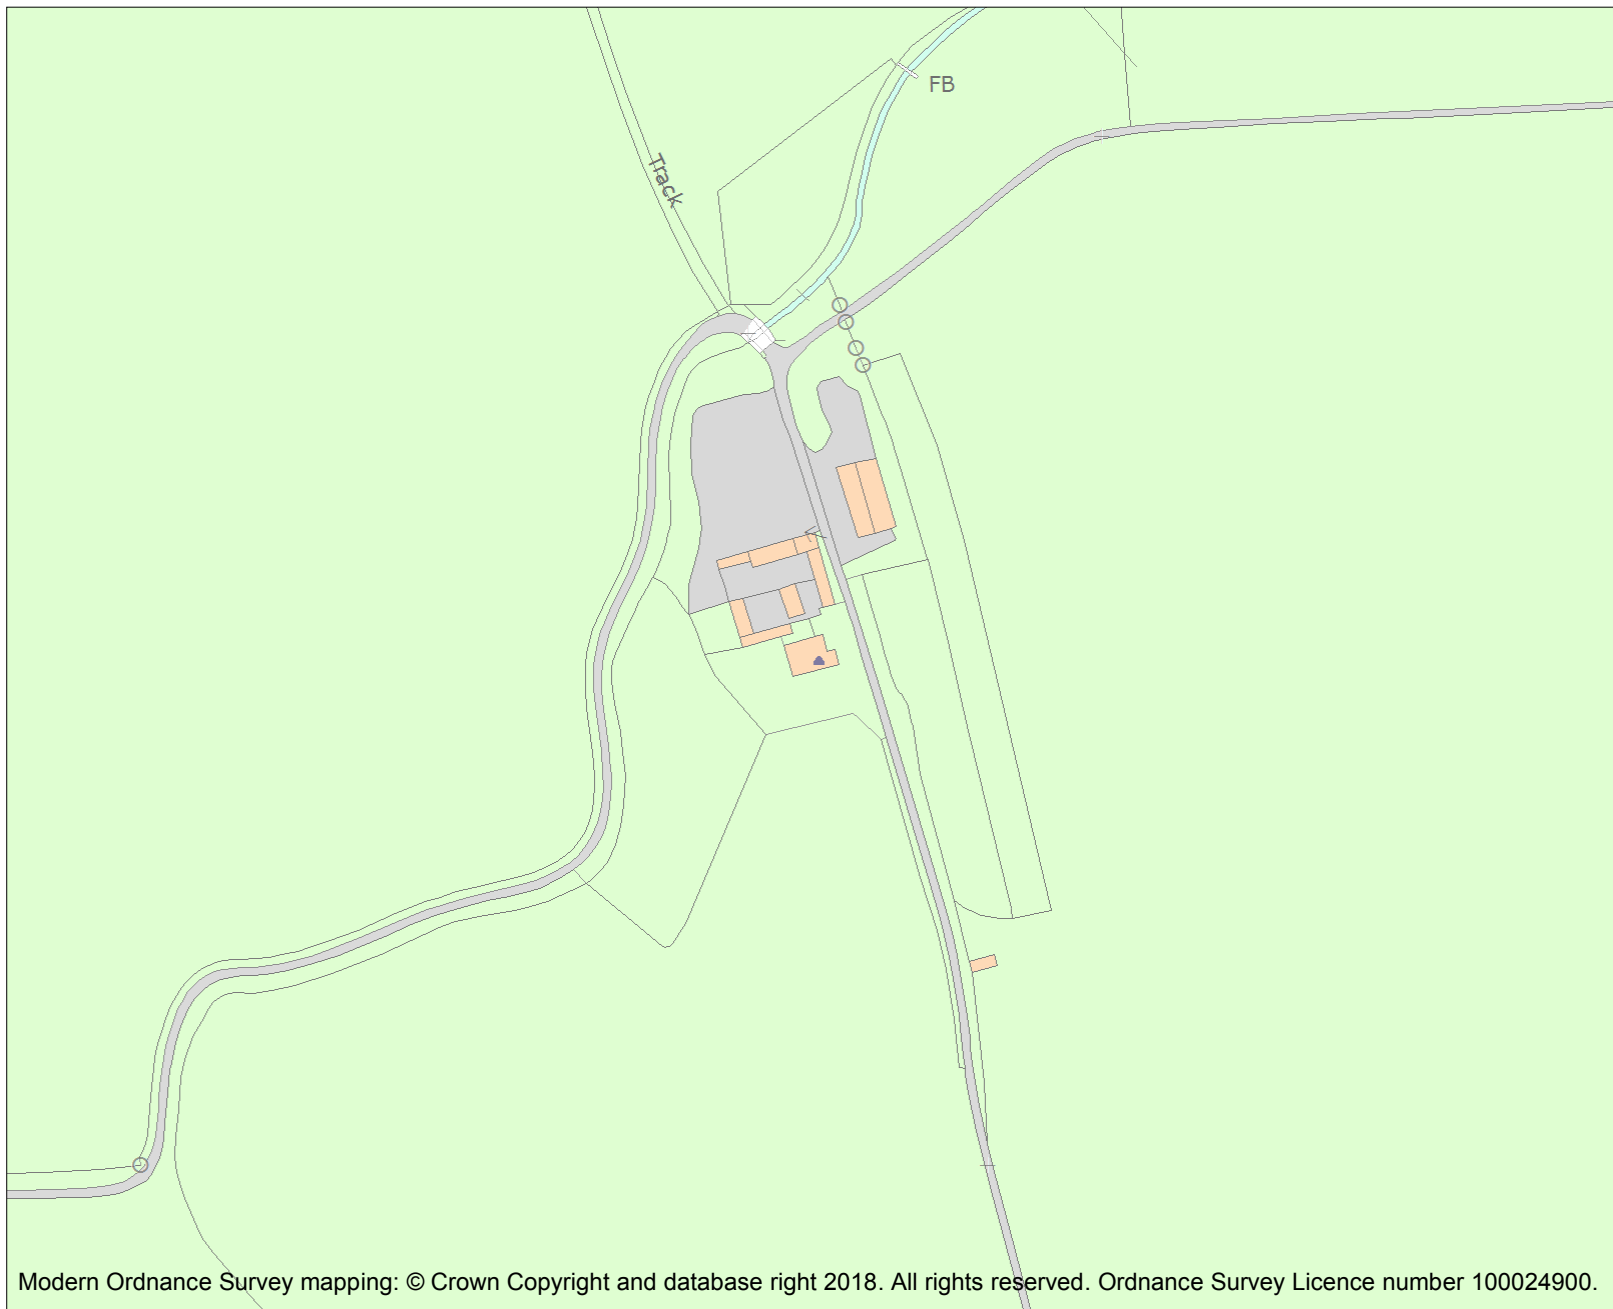 FB
Track
Modern Ordnance Survey mapping: © Crown Copyright and database right 2018. All rights reserved. Ordnance Survey Licence number 100024900.